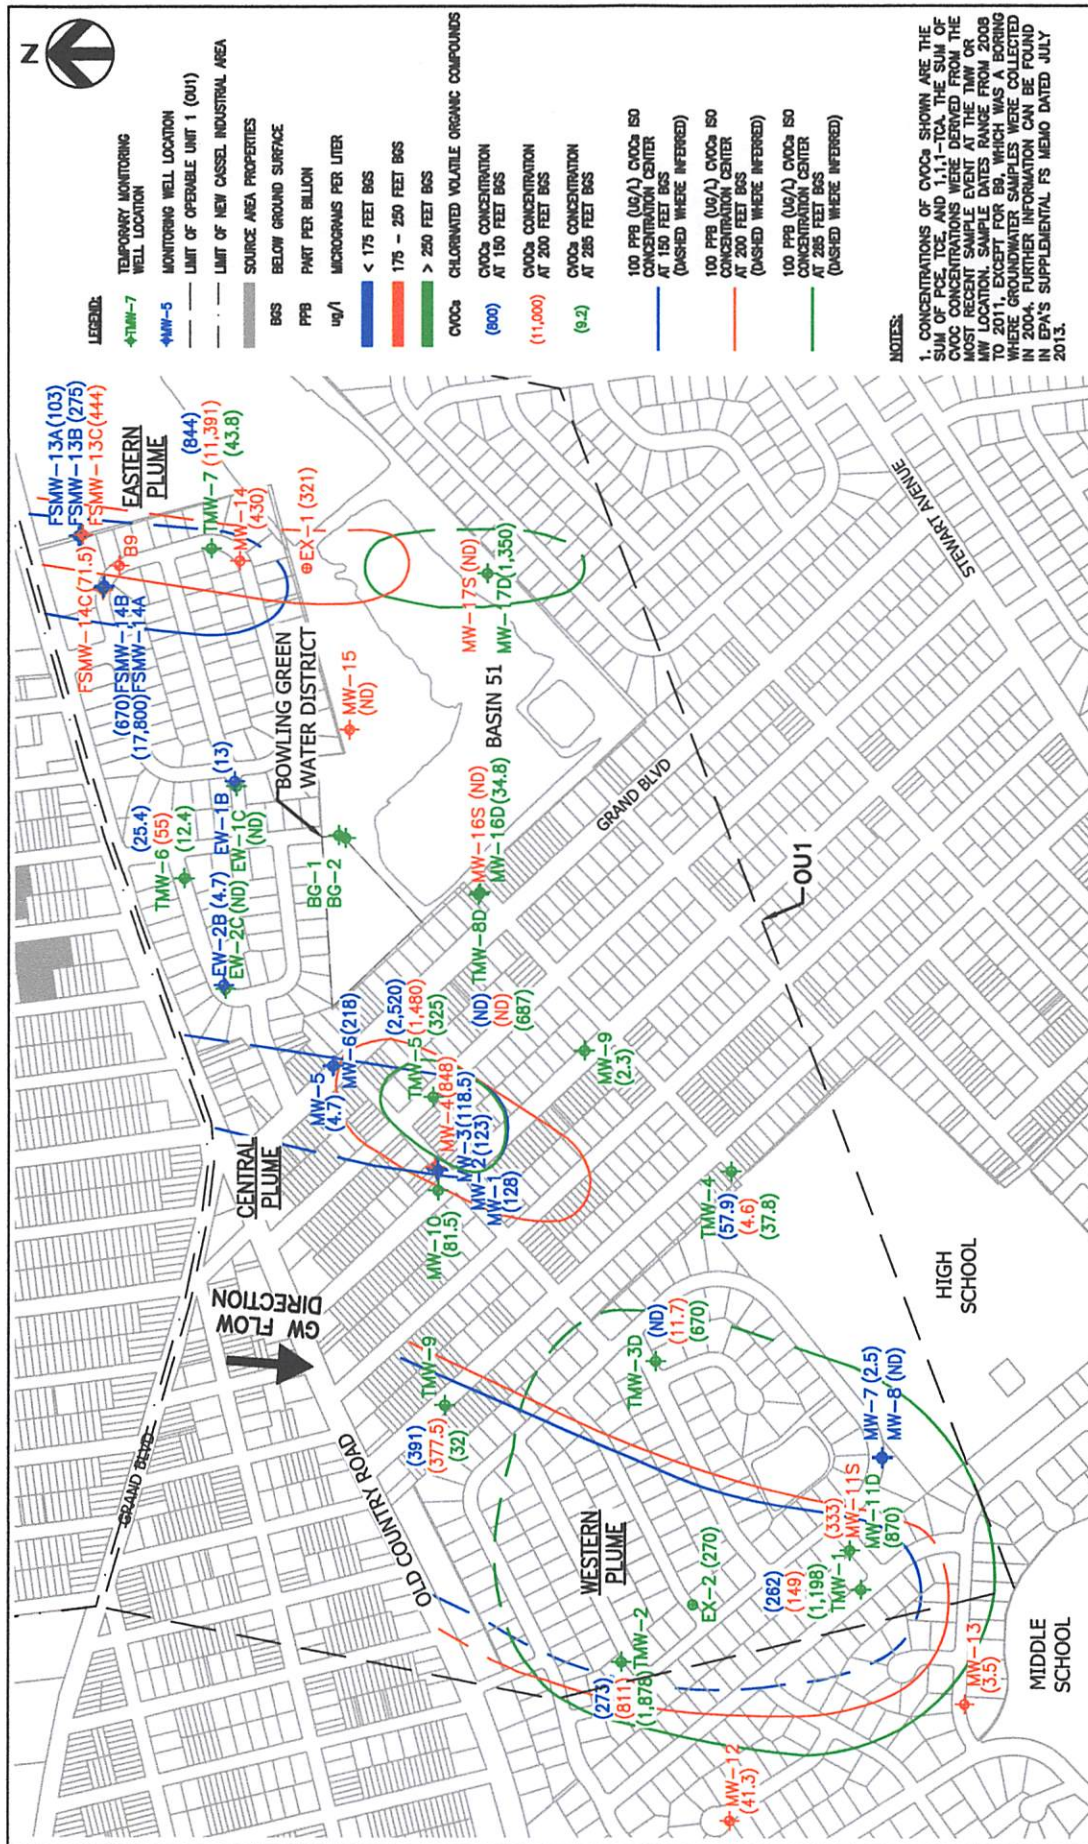 N
LEGEND:
TMW-7
TEMPORARY MONITORING
WELL LOCATION
MW-5
MONITORING WELL LOCATION
LIMIT OF OPERABLE UNIT 1 (OU1)
LIMIT OF NEW CASSEL INDUSTRIAL AREA
SOURCE AREA PROPERTIES
BGS BELOW GROUND SURFACE
PPB PART PER BILLION
ug/l MICROGRAMS PER LITER
< 175 FEET BGS
175 - 250 FEET BGS
> 250 FEET BGS
CVOCs CHLORINATED VOLATILE ORGANIC COMPOUNDS
(800) CVOCs CONCENTRATION
AT 150 FEET BGS
(11,000) CVOCs CONCENTRATION
AT 200 FEET BGS
(9.2) CVOCs CONCENTRATION
AT 285 FEET BGS
100 PPB (UG/L) CVOCs ISO
CONCENTRATION CENTER
AT 150 FEET BGS
(DASHED WHERE INFERRED)
100 PPB (UG/L) CVOCs ISO
CONCENTRATION CENTER
AT 200 FEET BGS
(DASHED WHERE INFERRED)
100 PPB (UG/L) CVOCs ISO
CONCENTRATION CENTER
AT 285 FEET BGS
(DASHED WHERE INFERRED)
NOTES:
1. CONCENTRATIONS OF CVOCs SHOWN ARE THE
SUM OF PCE, TCE, AND 1,1,1-TCA. THE SUM OF
CVOC CONCENTRATIONS WERE DERIVED FROM THE
MOST RECENT SAMPLE EVENT AT THE TMW OR
MW LOCATION. SAMPLE DATES RANGE FROM 2008
TO 2011, EXCEPT FOR B9, WHICH WAS A BORING
WHERE GROUNDWATER SAMPLES WERE COLLECTED
IN 2004. FURTHER INFORMATION CAN BE FOUND
IN EPA'S SUPPLEMENTAL FS MEMO DATED JULY
2013.
FSMW-13A (103)
FSMW-13B (275)
FSMW-13C (444)
EASTERN
PLUME
FSMW-14C (71.5)
B9
(670)FSMW-14B
(17,800)FSMW-14A
(844)
TMW-7 (11,391)
(43.8)
MW-14
(430)
EX-1 (321)
MW-17S (ND)
MW-17D(1,350)
MW-15
(ND)
BOWLING GREEN
WATER DISTRICT
BASIN 51
(25.4)
TMW-6 (55)
(12.4)
EW-1B (13)
EW-1C
(ND)
EW-2B (4.7)
EW-2C (ND)
BG-1
BG-2
MW-16S (ND)
MW-16D (34.8)
TMW-8D
(ND)
(ND)
(687)
GRAND BLVD
STEWART AVENUE
OU1
CENTRAL
PLUME
MW-5
(4.7)
MW-6(218)
(2,520)
TMW-5(1,480)
(325)
MW-4(848)
MW-3(118.5)
MW-2(123)
MW-1
(128)
MW-10
(81.5)
MW-9
(2.3)
TMW-4
(57.9)
(4.6)
(37.8)
HIGH
SCHOOL
GW FLOW
DIRECTION
GRAND BLVD
OLD COUNTRY ROAD
TMW-9
(391)
(377.5)
(32)
TMW-3D
(ND)
(11.7)
(670)
MW-7 (2.5)
MW-8 (ND)
WESTERN
PLUME
EX-2 (270)
(333)
MW-11S
MW-11D
(870)
(262)
(149)
(1,198)
TMW-1
TMW-2
(273)
(811)
(1,878)
MW-12
(41.3)
MW-13
(3.5)
MIDDLE
SCHOOL